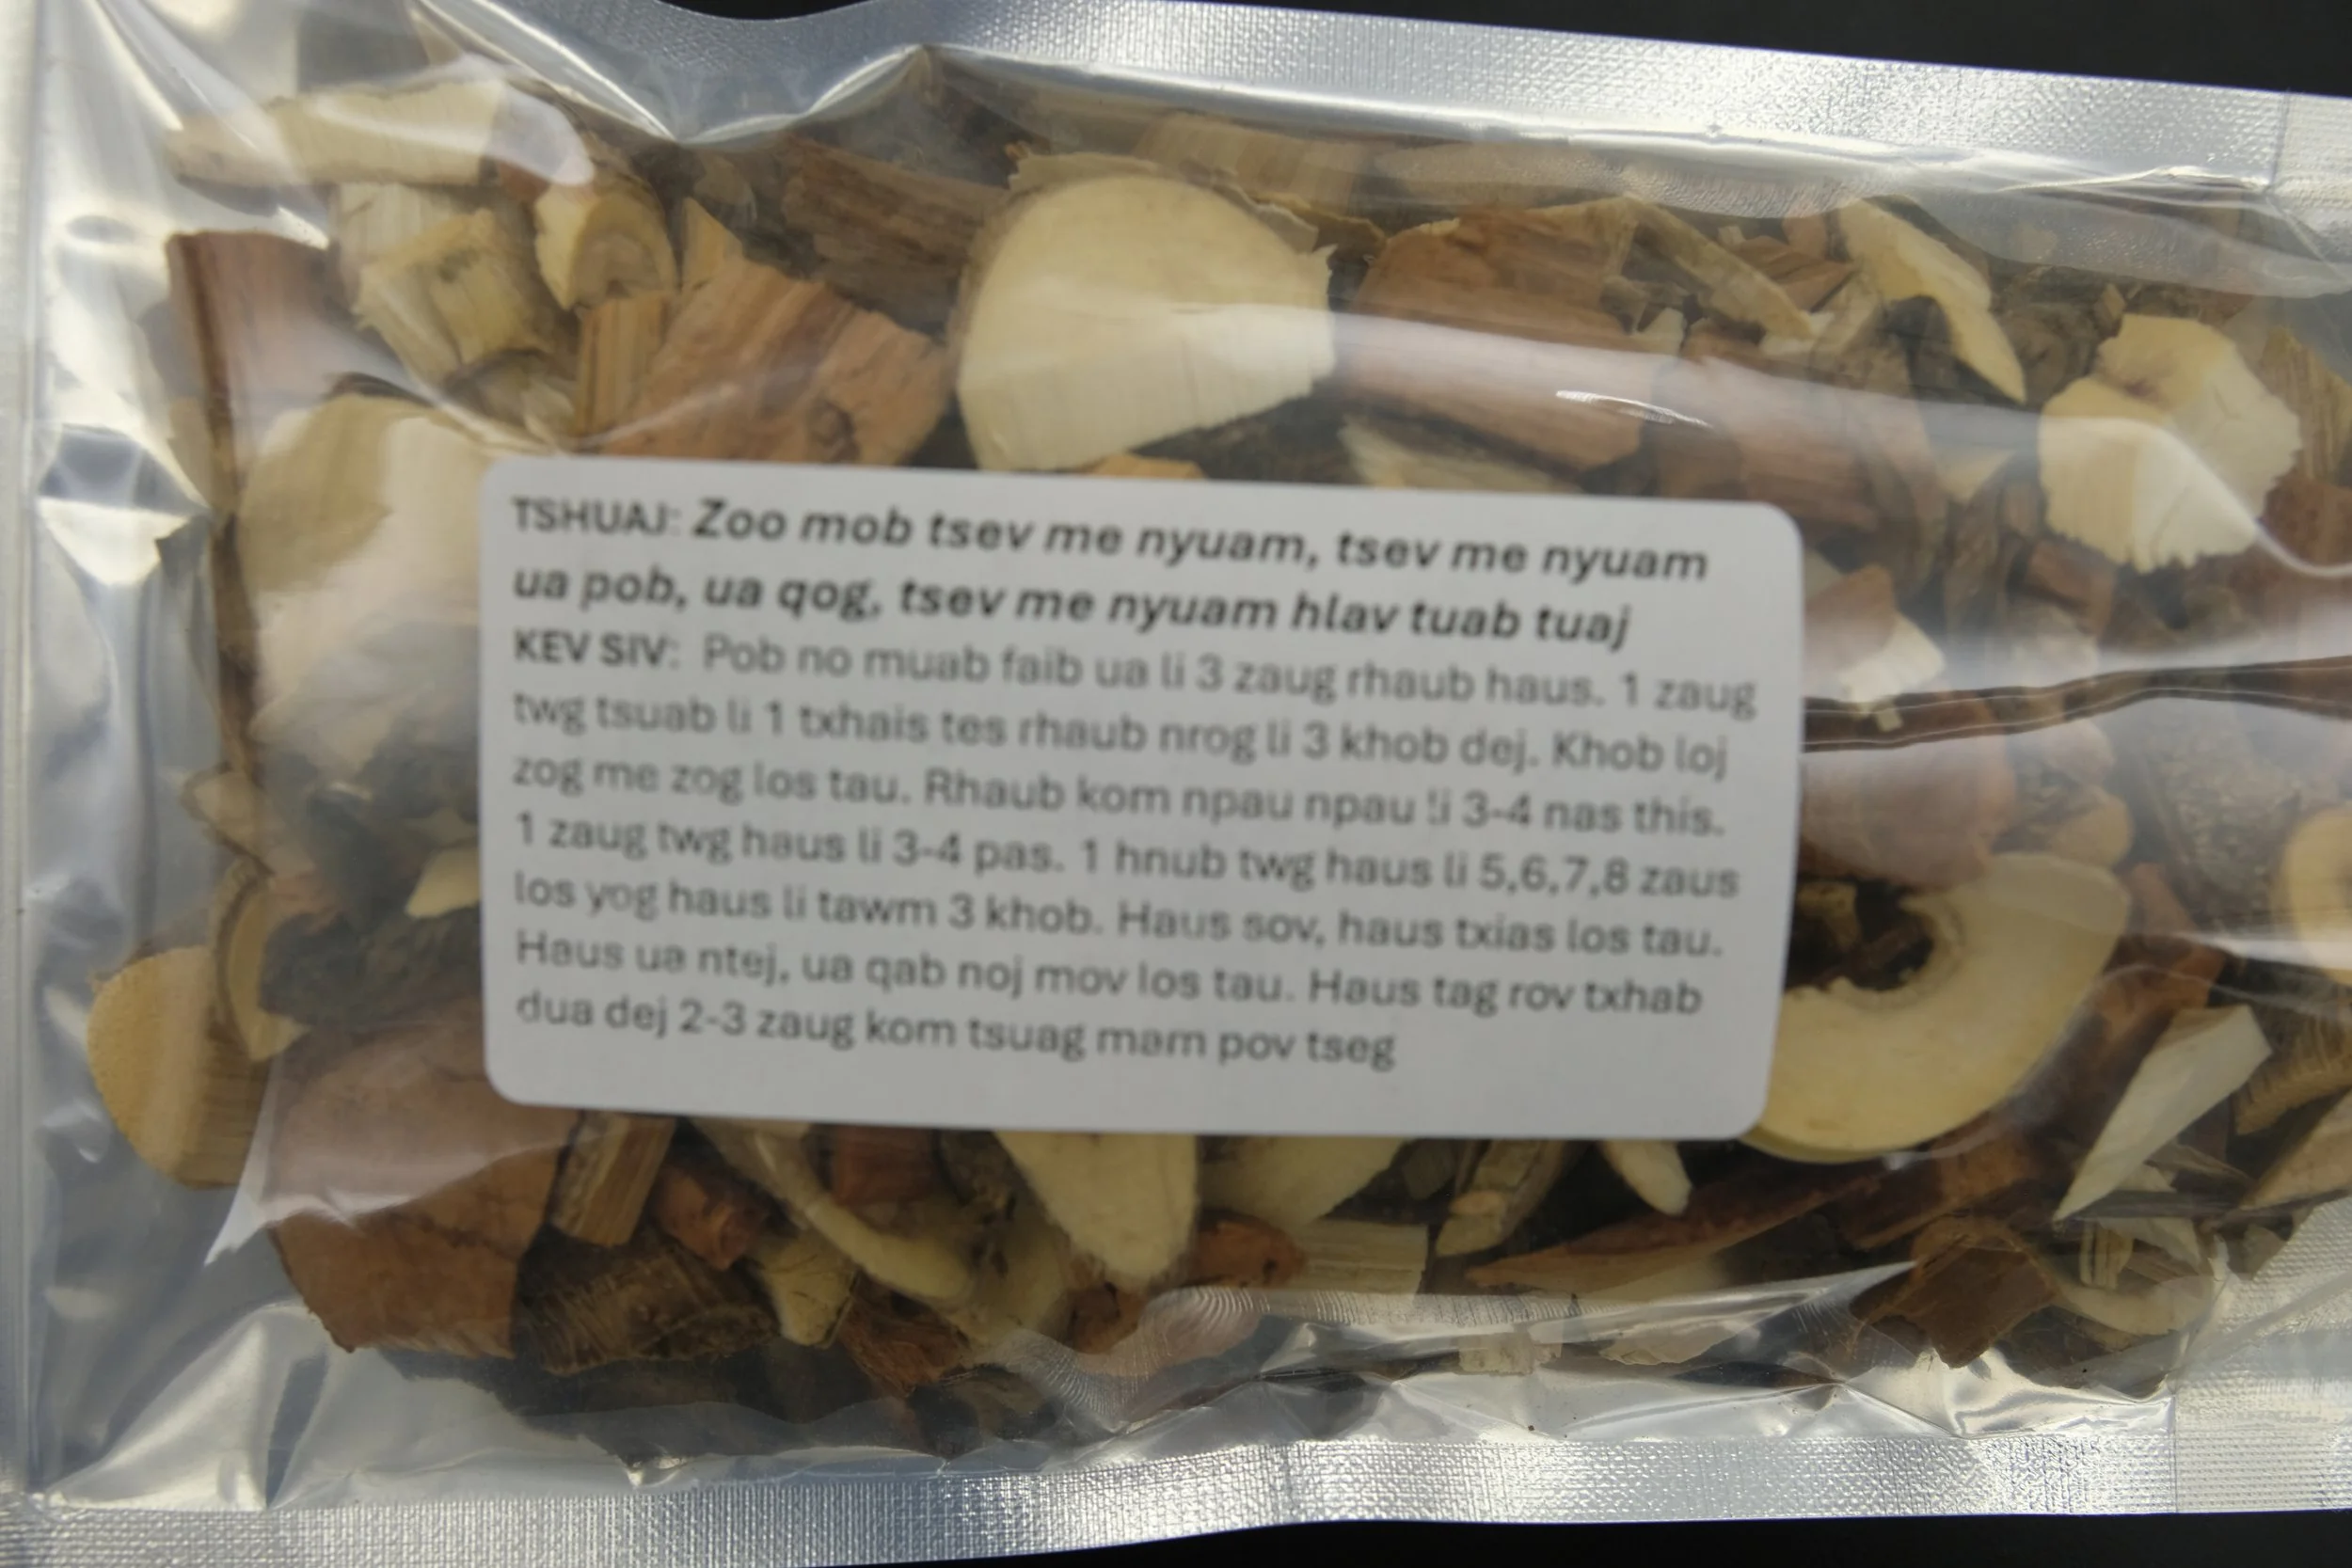 TSHUAJ: Zoo mob tsev me nyuam, tsev me nyuam
ua pob, ua qog, tsev me nyuam hlav tuab tuaj
KEV SIV: Pob no muab faib ua li 3 zaug rhaub haus. 1 zaug
twg tsuab li 1 txhais tes rhaub nrog li 3 khob dej. Khob loj
zog me zog los tau. Rhaub kom npau npau li 3-4 nas this.
1 zaug twg haus li 3-4 pas. 1 hnub twg haus li 5,6,7,8 zaus
los yog haus li tawm 3 khob. Haus sov, haus txias los tau.
Haus ua ntej, ua qab noj mov los tau. Haus tag rov txhab
dua dej 2-3 zaug kom tsuag mam pov tseg